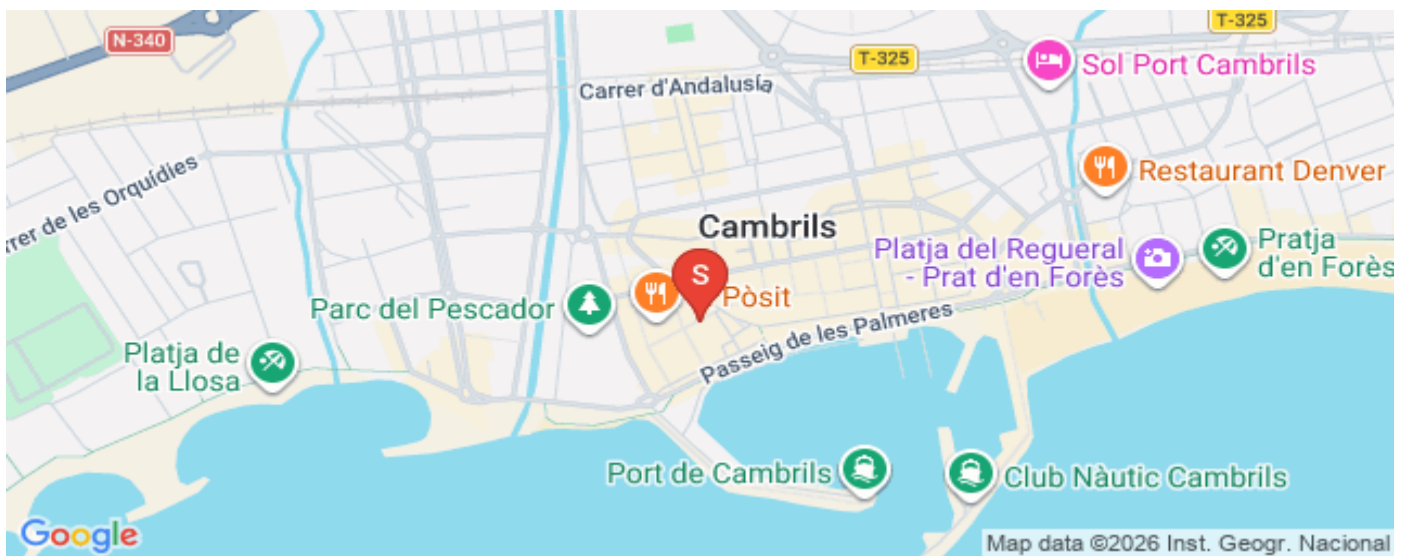 N-340
T-325
T-325
Sol Port Cambrils
Carrer d'Andalusía
Restaurant Denver
rrer de les Orquídies
Cambrils
Platja del Regueral
- Prat d'en Forès
Pratja
d'en Forès
S
Pòsit
Parc del Pescador
Platja de
la Llosa
Passeig de les Palmeres
Port de Cambrils
Club Nàutic Cambrils
Google
Map data ©2026 Inst. Geogr. Nacional